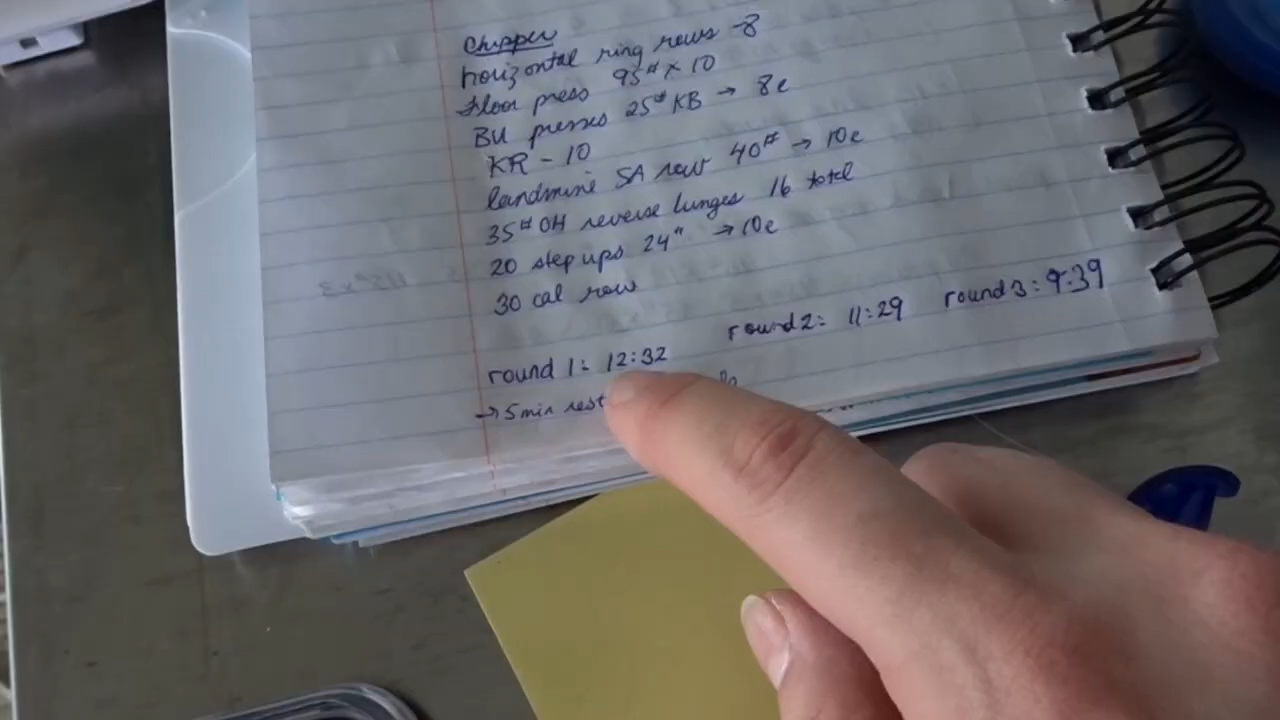 Chipper
horizontal ring rows -8
Floor press 95# x 10
BU presses 25# KB → 8e
KR - 10
landmine SA row 40# → 10e
35# OH reverse lunges 16 total
20 step ups 24" → 10e
30 cal row
round 1: 12:32 round 2: 11:29 round 3: 9:39
→ 5 min rest